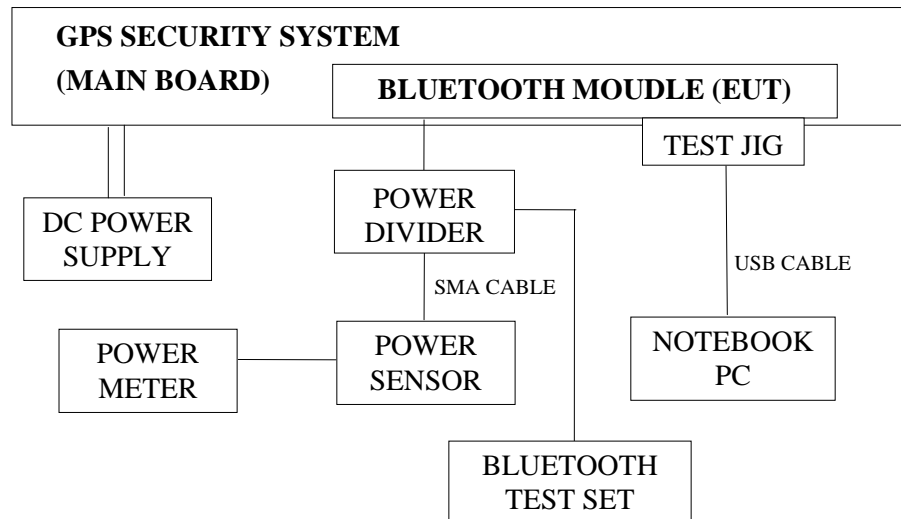 GPS SECURITY SYSTEM
(MAIN BOARD)
BLUETOOTH MOUDLE (EUT)
TEST JIG
DC POWER
SUPPLY
POWER
DIVIDER
SMA CABLE
USB CABLE
POWER
METER
POWER
SENSOR
NOTEBOOK
PC
BLUETOOTH
TEST SET